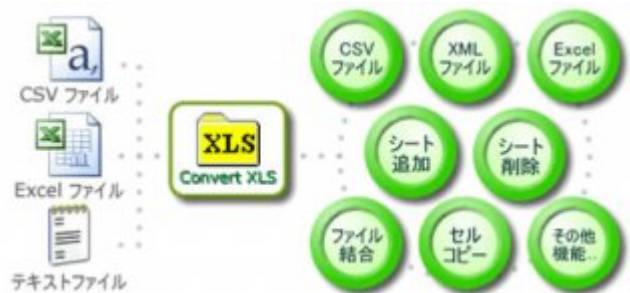 a,
CSV ファイル
Excel ファイル
テキストファイル
XLS
Convert XLS
CSV
ファイル
XML
ファイル
Excel
ファイル
シート
追加
シート
削除
ファイル
結合
セル
コピー
その他
機能..